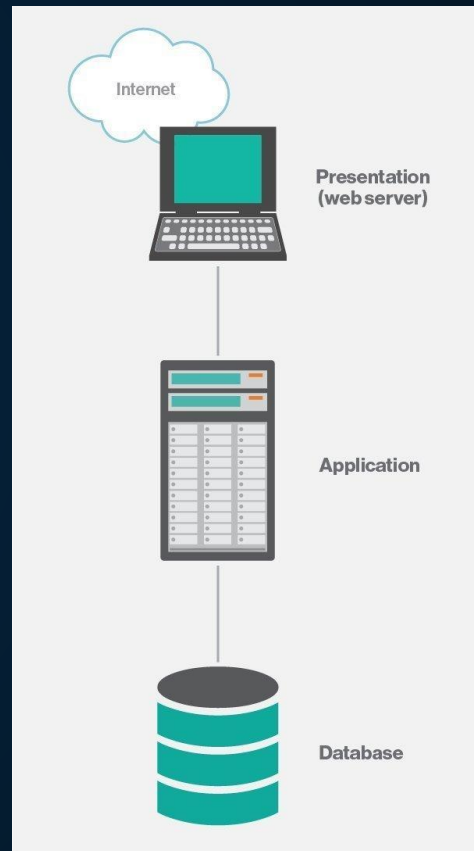 Internet
Presentation
(web server)
Application
Database